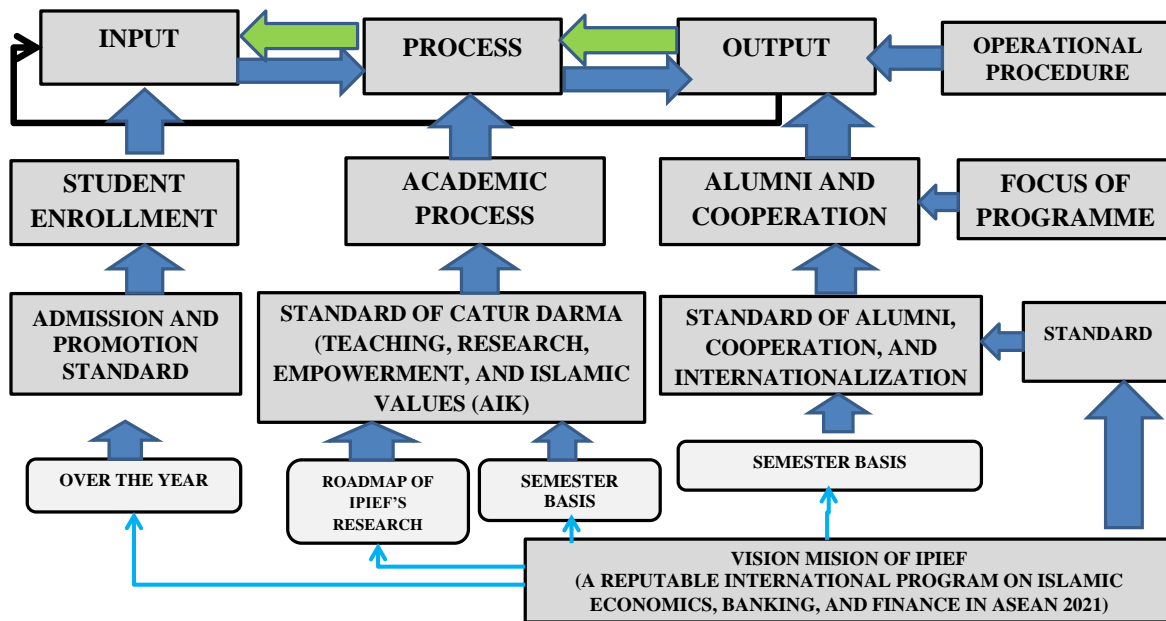 INPUT
PROCESS
OUTPUT
OPERATIONAL
PROCEDURE
STUDENT
ENROLLMENT
ACADEMIC
PROCESS
ALUMNI AND
COOPERATION
FOCUS OF
PROGRAMME
ADMISSION AND
PROMOTION
STANDARD
STANDARD OF CATUR DARMA
(TEACHING, RESEARCH,
EMPOWERMENT, AND ISLAMIC
VALUES (AIK)
STANDARD OF ALUMNI,
COOPERATION, AND
INTERNATIONALIZATION
STANDARD
OVER THE YEAR
ROADMAP OF
IPIEF'S
RESEARCH
SEMESTER
BASIS
SEMESTER BASIS
VISION MISION OF IPIEF
(A REPUTABLE INTERNATIONAL PROGRAM ON ISLAMIC
ECONOMICS, BANKING, AND FINANCE IN ASEAN 2021)